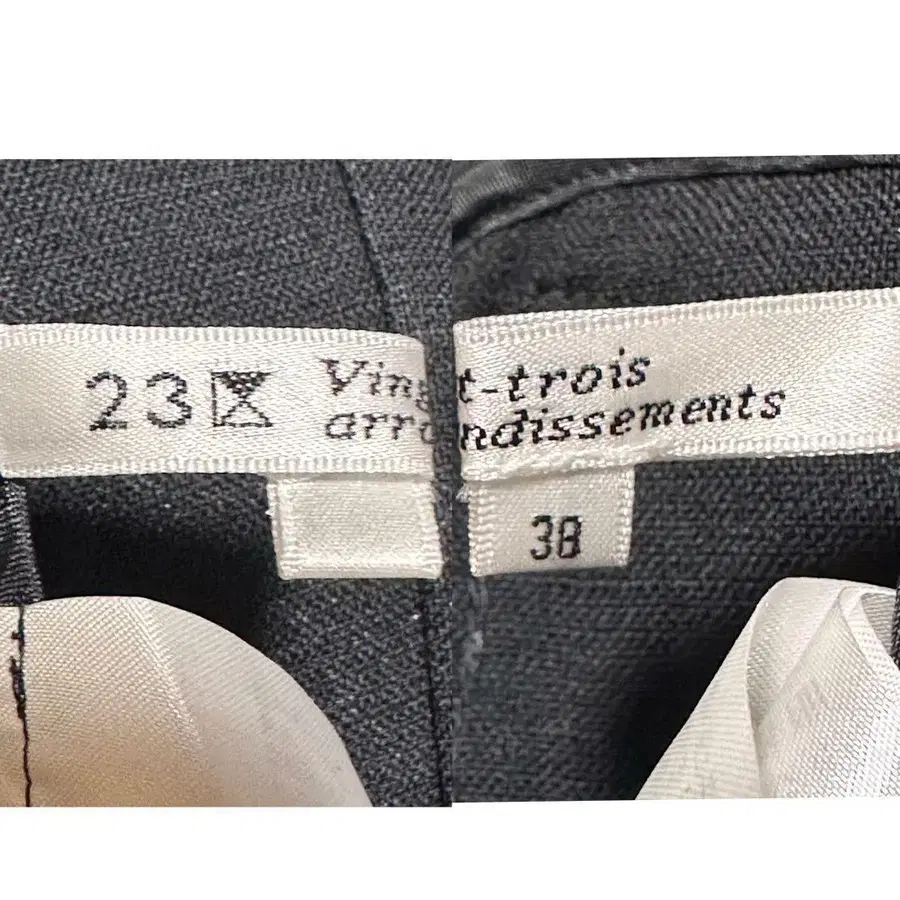 23区 Vingt-trois
arrondissements
38